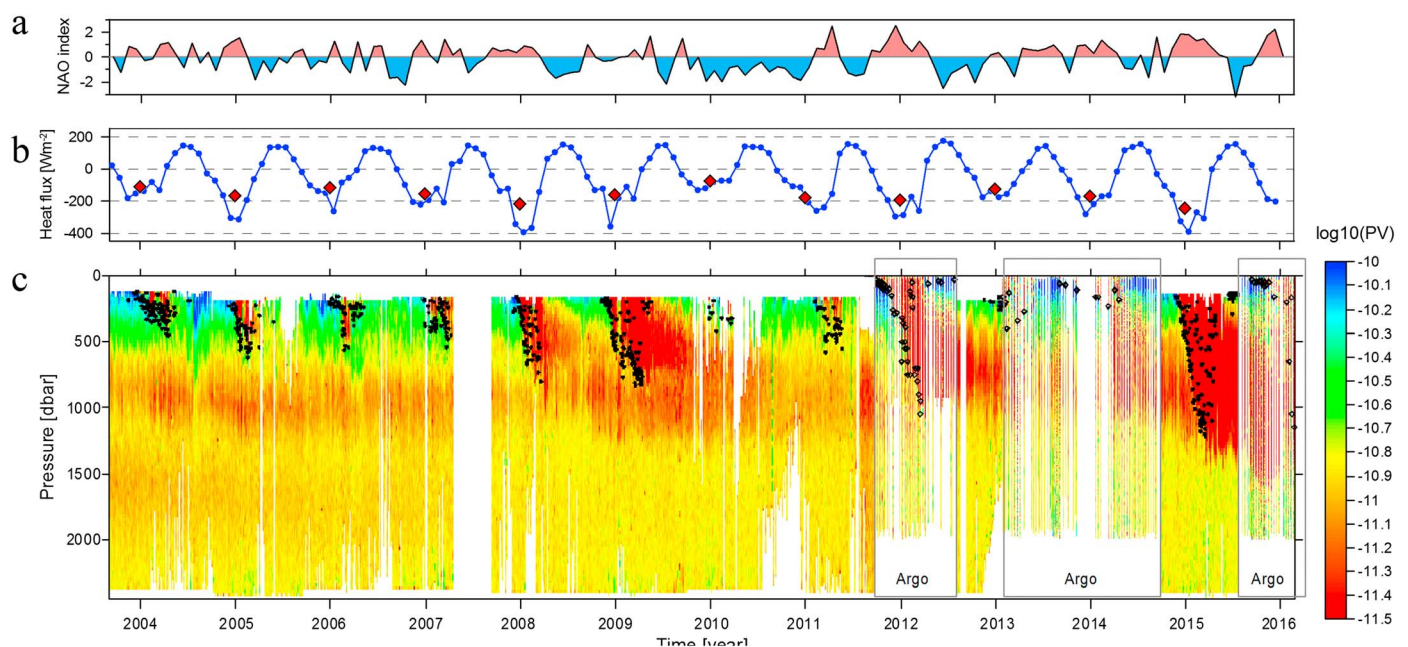 a
NAO index
2
0
-2
b
Heat flux [Wm-2]
200
0
-200
-400
c
Pressure [dbar]
0
500
1000
1500
2000
Argo
Argo
Argo
2004 2005 2006 2007 2008 2009 2010 2011 2012 2013 2014 2015 2016
Time [year]
log10(PV)
-10
-10.1
-10.2
-10.3
-10.4
-10.5
-10.6
-10.7
-10.8
-10.9
-11
-11.1
-11.2
-11.3
-11.4
-11.5